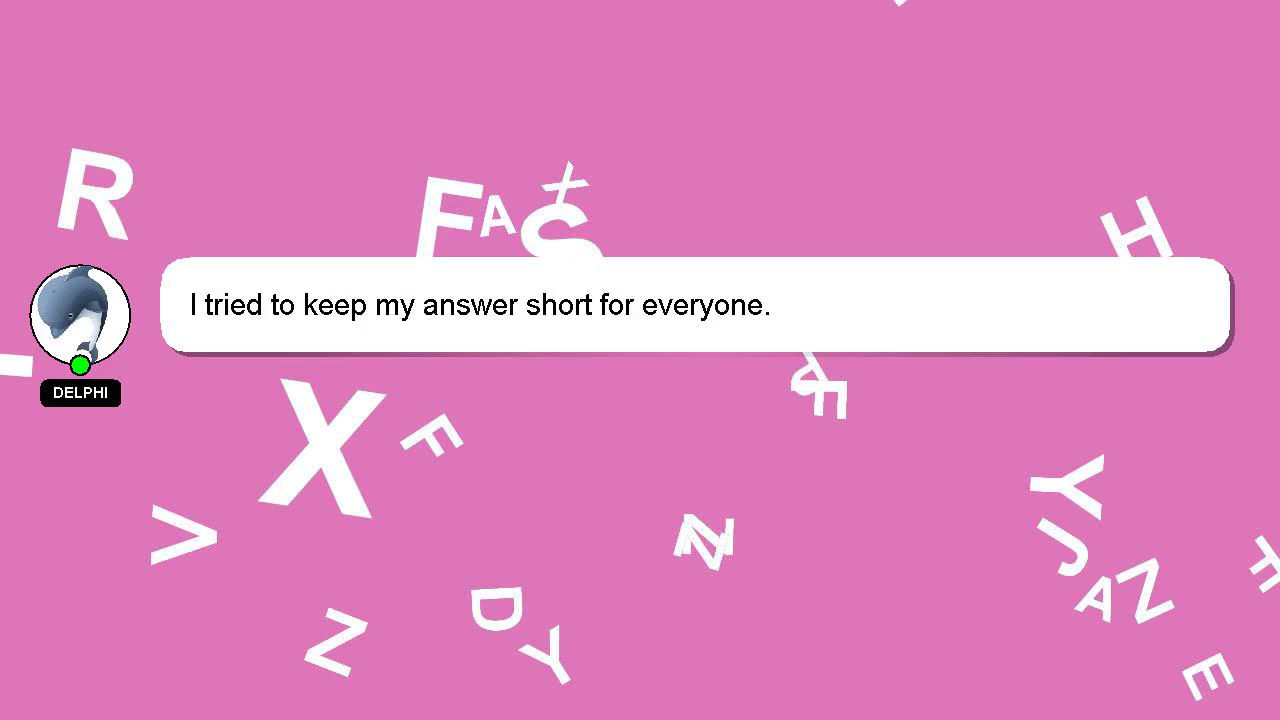 R
F
A
X
S
H
I tried to keep my answer short for everyone.
DELPHI
F
X
F
Y
V
J
N
Z
F
A
Z
D
Z
Y
E